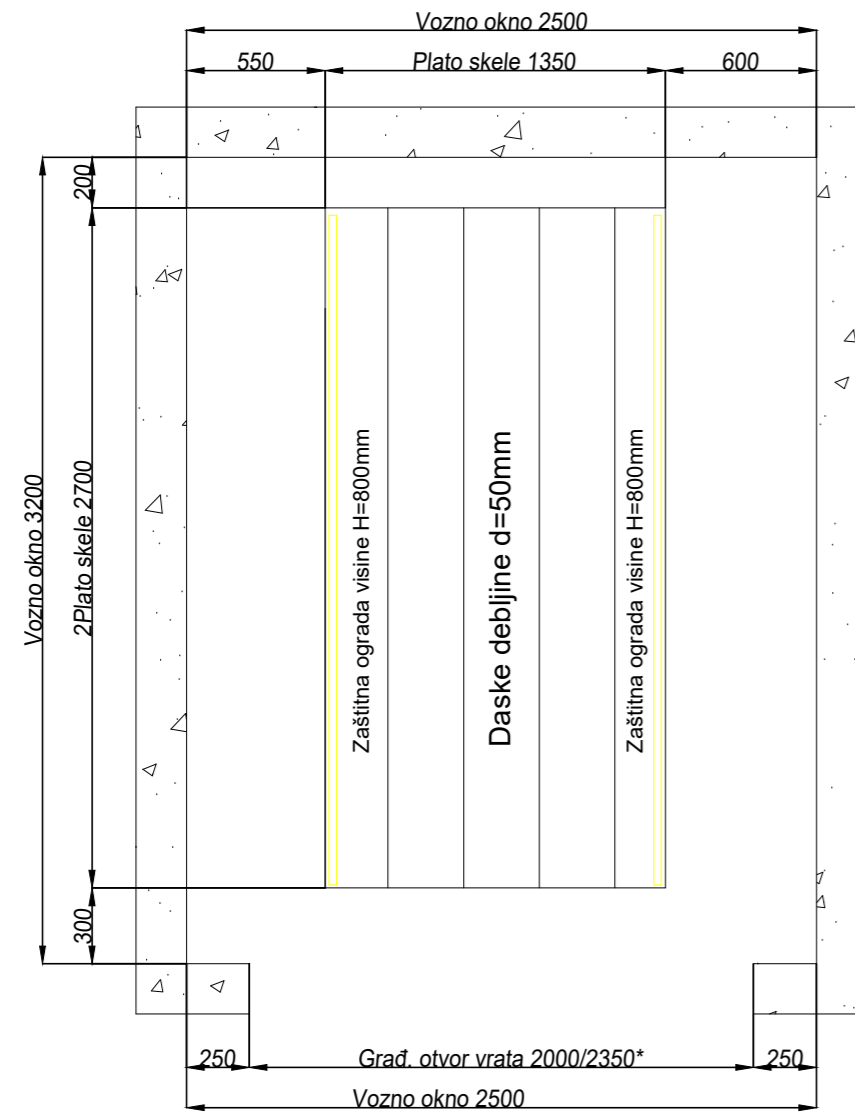 Vozno okno 2500
550
Plato skele 1350
600
200
Vozno okno 3200
2Plato skele 2700
Zaštitna ograda visine H=800mm
Daske debljine d=50mm
Zaštitna ograda visine H=800mm
300
250
Građ. otvor vrata 2000/2350*
250
Vozno okno 2500